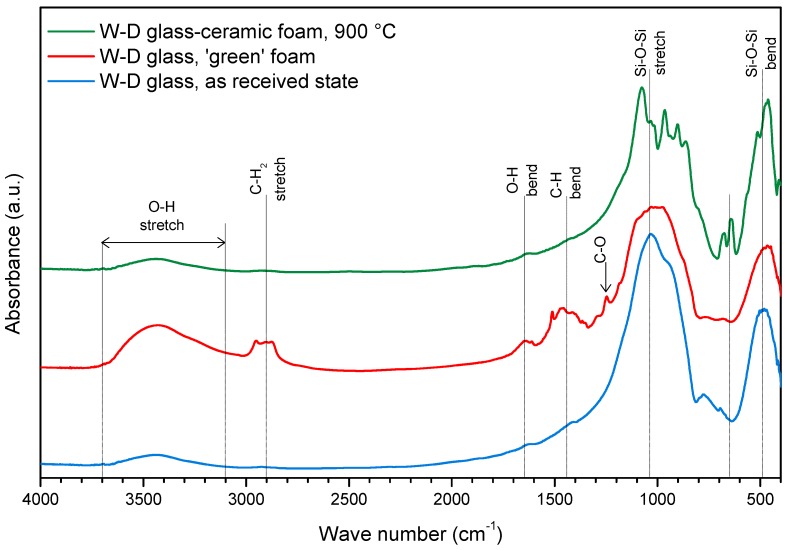 W-D glass-ceramic foam, 900 °C
W-D glass, 'green' foam
W-D glass, as received state
Si-O-Si
stretch
Si-O-Si
bend
O-H
stretch
C-H₂
stretch
O-H
bend
C-H
bend
C-O
Absorbance (a.u.)
4000 3500 3000 2500 2000 1500 1000 500
Wave number (cm⁻¹)